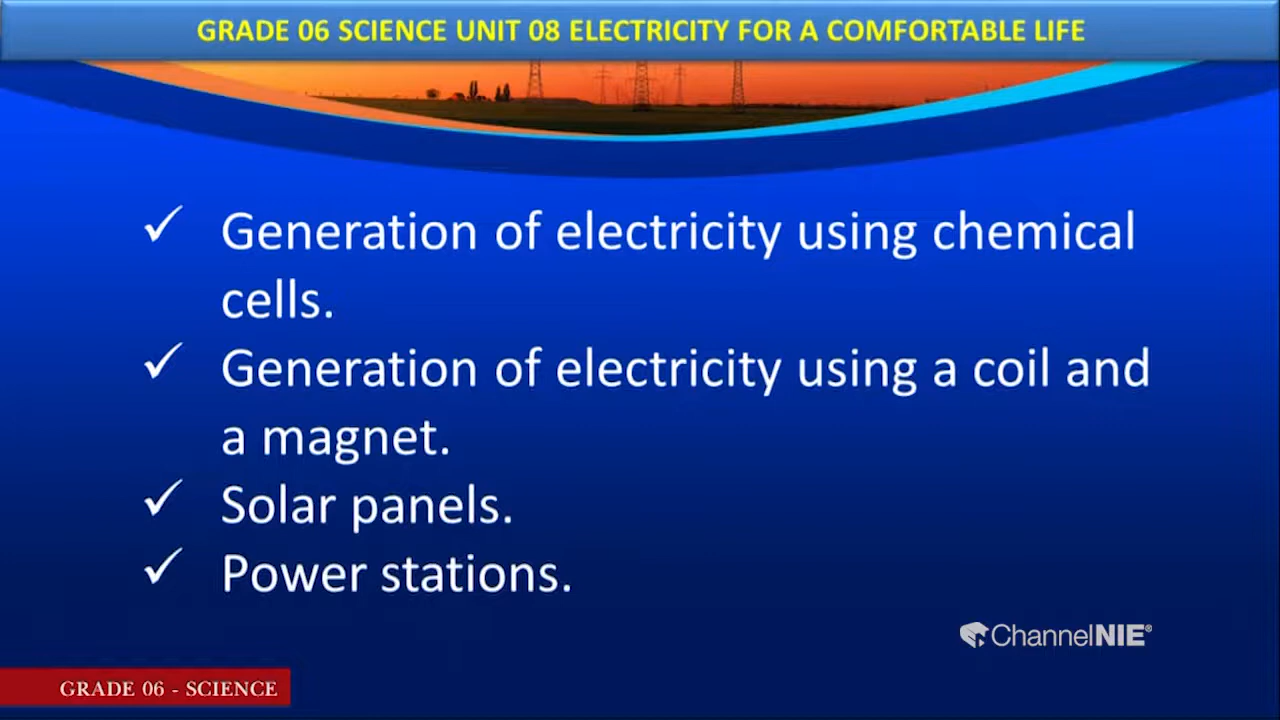 GRADE 06 SCIENCE UNIT 08 ELECTRICITY FOR A COMFORTABLE LIFE
✓ Generation of electricity using chemical
cells.
✓ Generation of electricity using a coil and
a magnet.
✓ Solar panels.
✓ Power stations.
ChannelNIE®
GRADE 06 - SCIENCE